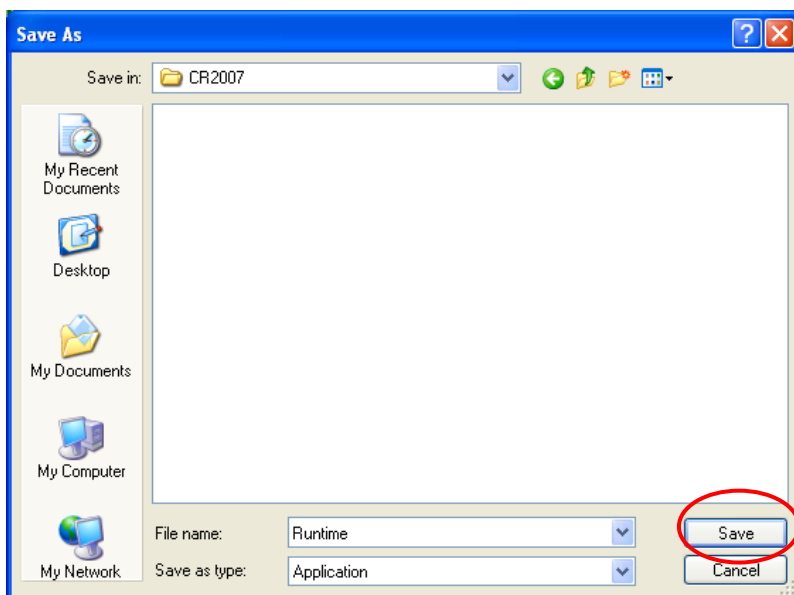 Save As
Save in: CR2007
My Recent
Documents
Desktop
My Documents
My Computer
My Network
File name: Runtime
Save
Save as type: Application
Cancel